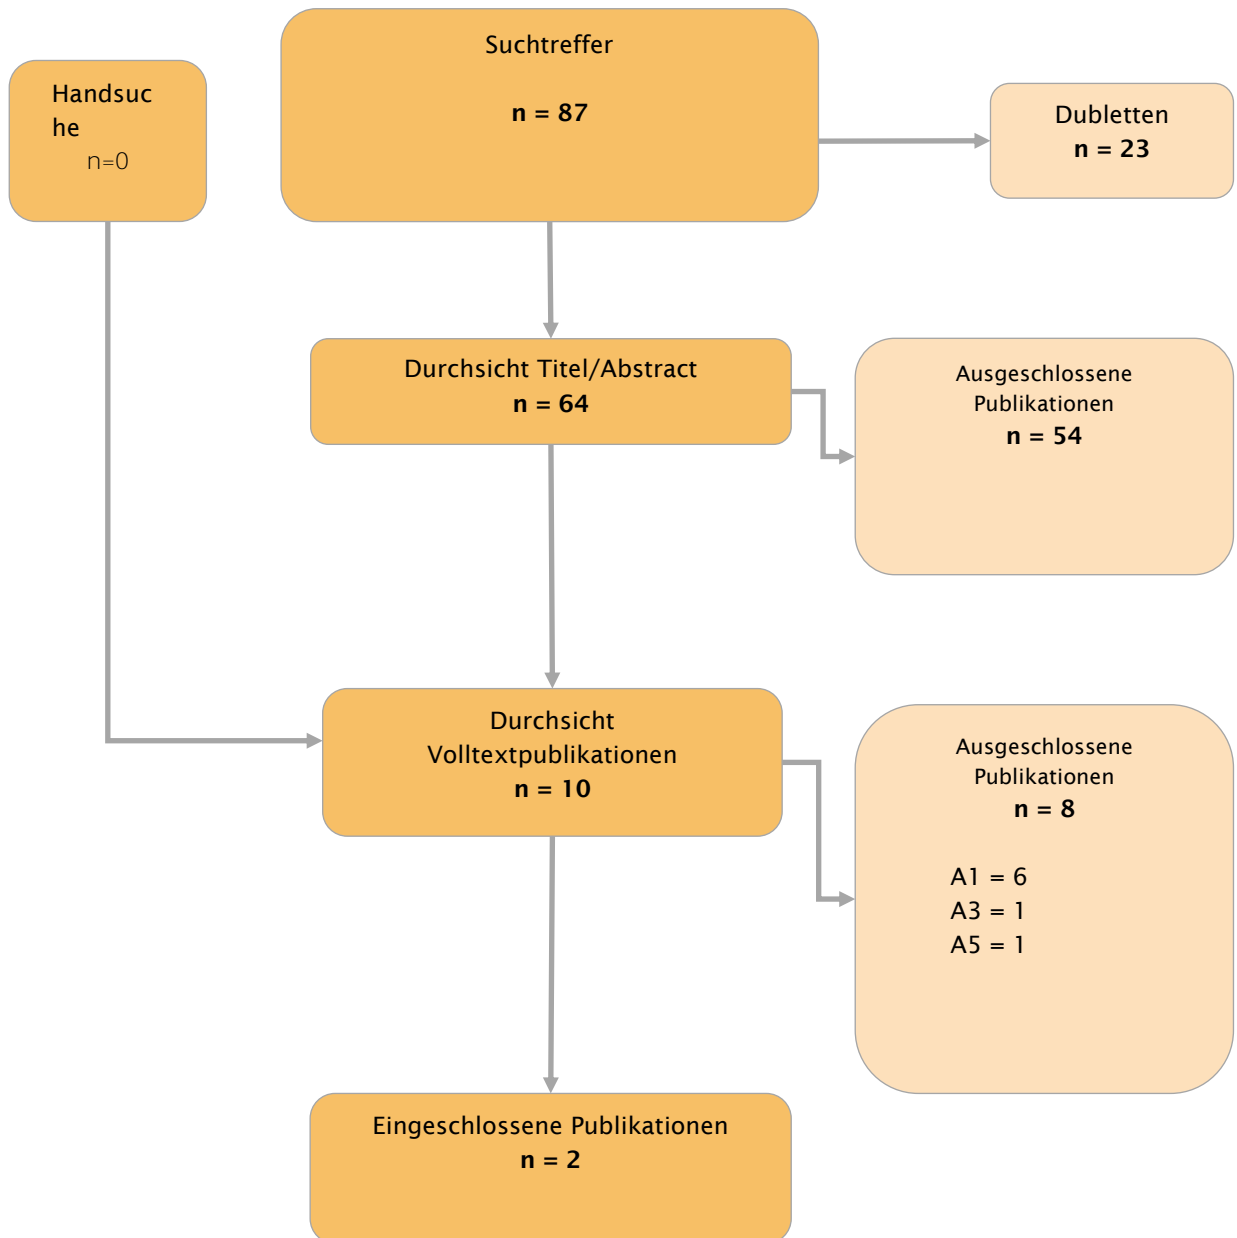 Suchtreffer
n = 87
Handsuc
he
n=0
Dubletten
n = 23
Durchsicht Titel/Abstract
n = 64
Ausgeschlossene
Publikationen
n = 54
Durchsicht
Volltextpublikationen
n = 10
Ausgeschlossene
Publikationen
n = 8
A1 = 6
A3 = 1
A5 = 1
Eingeschlossene Publikationen
n = 2